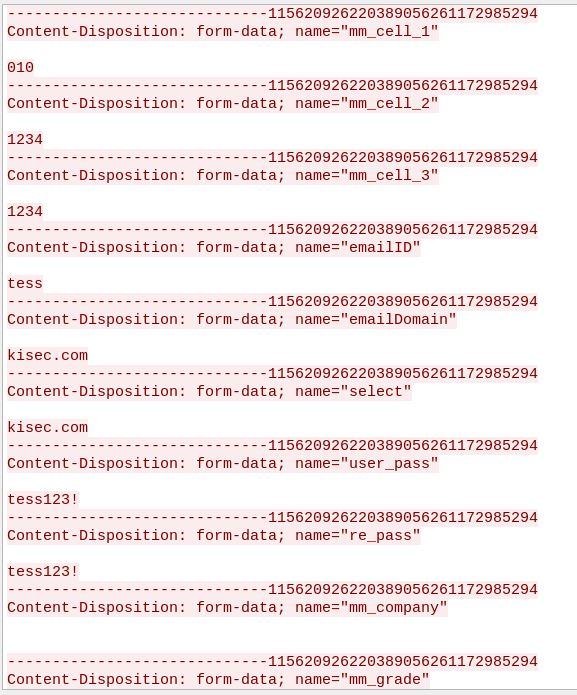 -----------------------------115620926220389056261172985294
Content-Disposition: form-data; name="mm_cell_1"
010
-----------------------------115620926220389056261172985294
Content-Disposition: form-data; name="mm_cell_2"
1234
-----------------------------115620926220389056261172985294
Content-Disposition: form-data; name="mm_cell_3"
1234
-----------------------------115620926220389056261172985294
Content-Disposition: form-data; name="emailID"
tess
-----------------------------115620926220389056261172985294
Content-Disposition: form-data; name="emailDomain"
kisec.com
-----------------------------115620926220389056261172985294
Content-Disposition: form-data; name="select"
kisec.com
-----------------------------115620926220389056261172985294
Content-Disposition: form-data; name="user_pass"
tess123!
-----------------------------115620926220389056261172985294
Content-Disposition: form-data; name="re_pass"
tess123!
-----------------------------115620926220389056261172985294
Content-Disposition: form-data; name="mm_company"
-----------------------------115620926220389056261172985294
Content-Disposition: form-data; name="mm_grade"